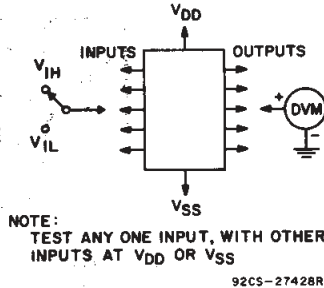 VDD
INPUTS
OUTPUTS
VIH
VIL
+
DVM
-
VSS
NOTE:
TEST ANY ONE INPUT, WITH OTHER
INPUTS AT VDD OR VSS
92CS-27428R